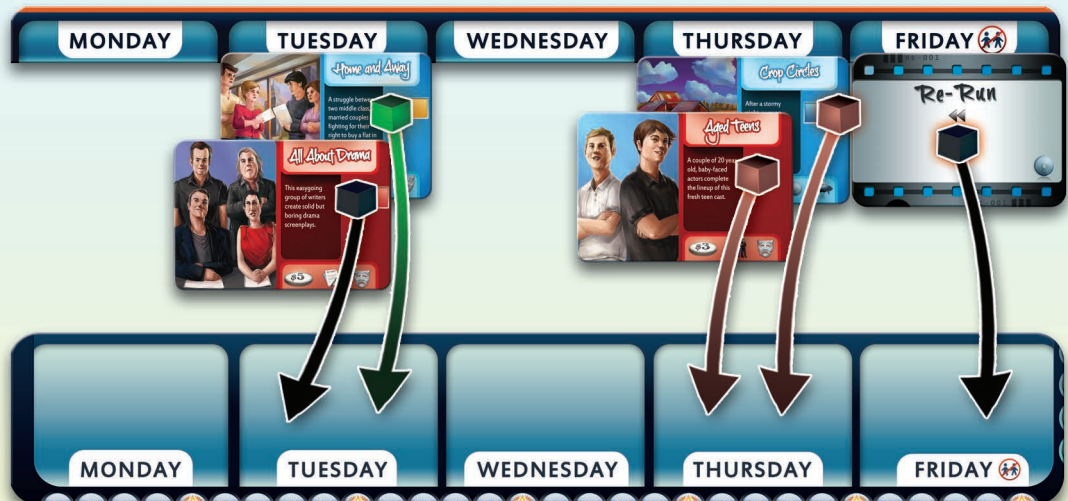 MONDAY
TUESDAY
WEDNESDAY
THURSDAY
FRIDAY
Home and Away
A struggle betwe
two middle class
married couples
fighting for their
right to buy a flat in
All About Drama
This easygoing
group of writers
create solid but
boring drama
screenplays.
$5
Crop Circles
After a stormy
Aged Teens
A couple of 20 year
old, baby-faced
actors complete
the lineup of this
fresh teen cast.
$3
Re-Run
MONDAY
TUESDAY
WEDNESDAY
THURSDAY
FRIDAY